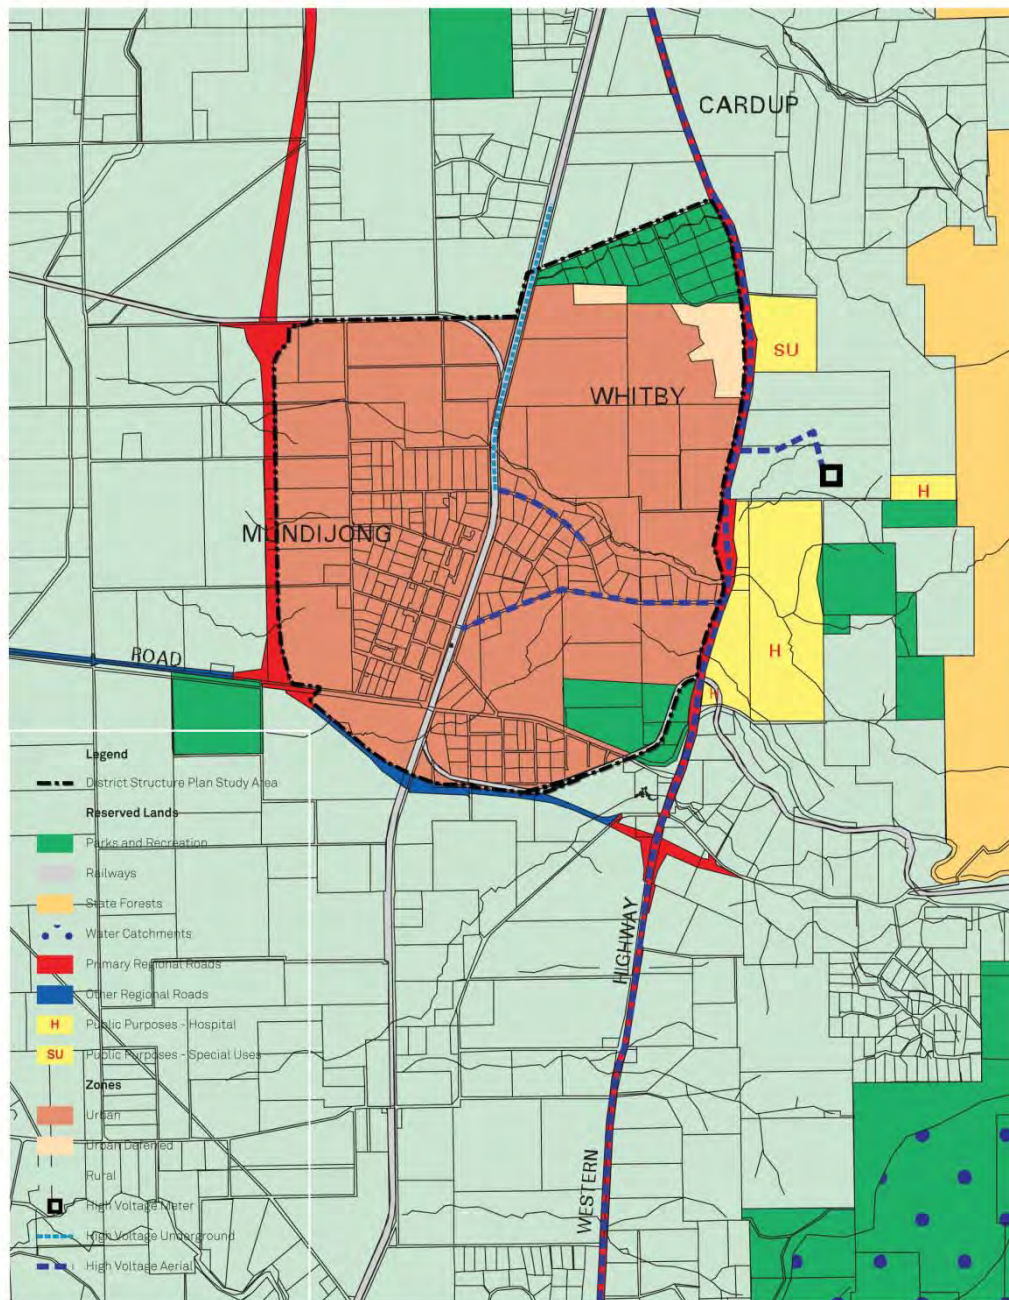 CARDUP
SU
WHITBY
H
MUNDIJONG
ROAD
H
H
HIGHWAY
WESTERN
Legend
District Structure Plan Study Area
Reserved Lands
Parks and Recreation
Railways
State Forests
Water Catchments
Primary Regional Roads
Other Regional Roads
H Public Purposes - Hospital
SU Public Purposes - Special Uses
Zones
Urban
Urban Deferred
Rural
High Voltage Meter
High Voltage Underground
High Voltage Aerial